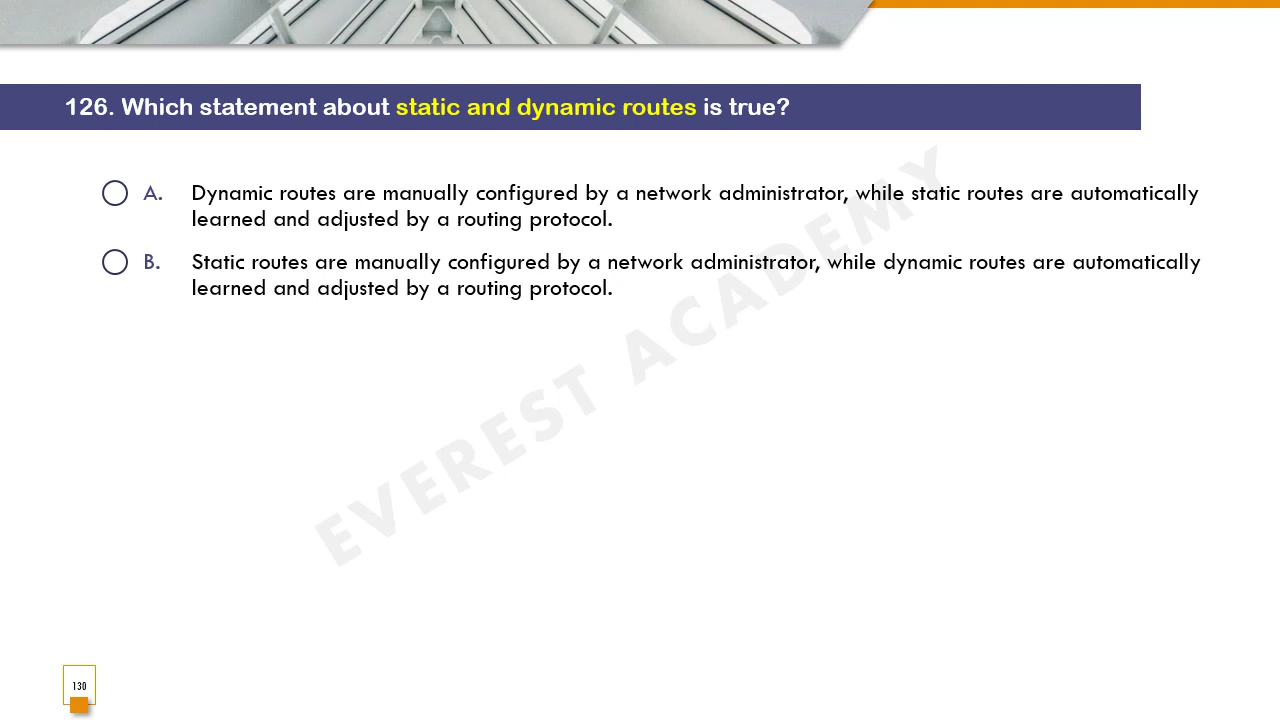 126. Which statement about static and dynamic routes is true?
A. Dynamic routes are manually configured by a network administrator, while static routes are automatically
learned and adjusted by a routing protocol.
B. Static routes are manually configured by a network administrator, while dynamic routes are automatically
learned and adjusted by a routing protocol.
EVEREST ACADEMY
130